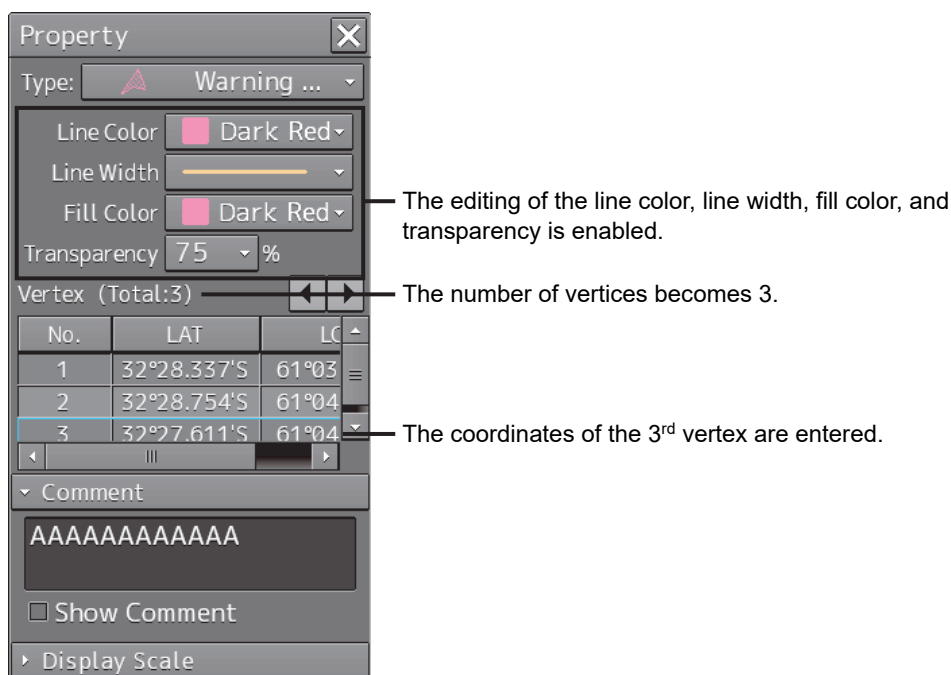 Property
Type: Warning ...
Line Color Dark Red
Line Width
Fill Color Dark Red
Transparency 75 %
Vertex (Total:3)
No. LAT LO
1 32°28.337'S 61°03
2 32°28.754'S 61°04
3 32°27.611'S 61°04
Comment
AAAAAAAAAAAA
Show Comment
Display Scale
The editing of the line color, line width, fill color, and
transparency is enabled.
The number of vertices becomes 3.
The coordinates of the 3rd vertex are entered.